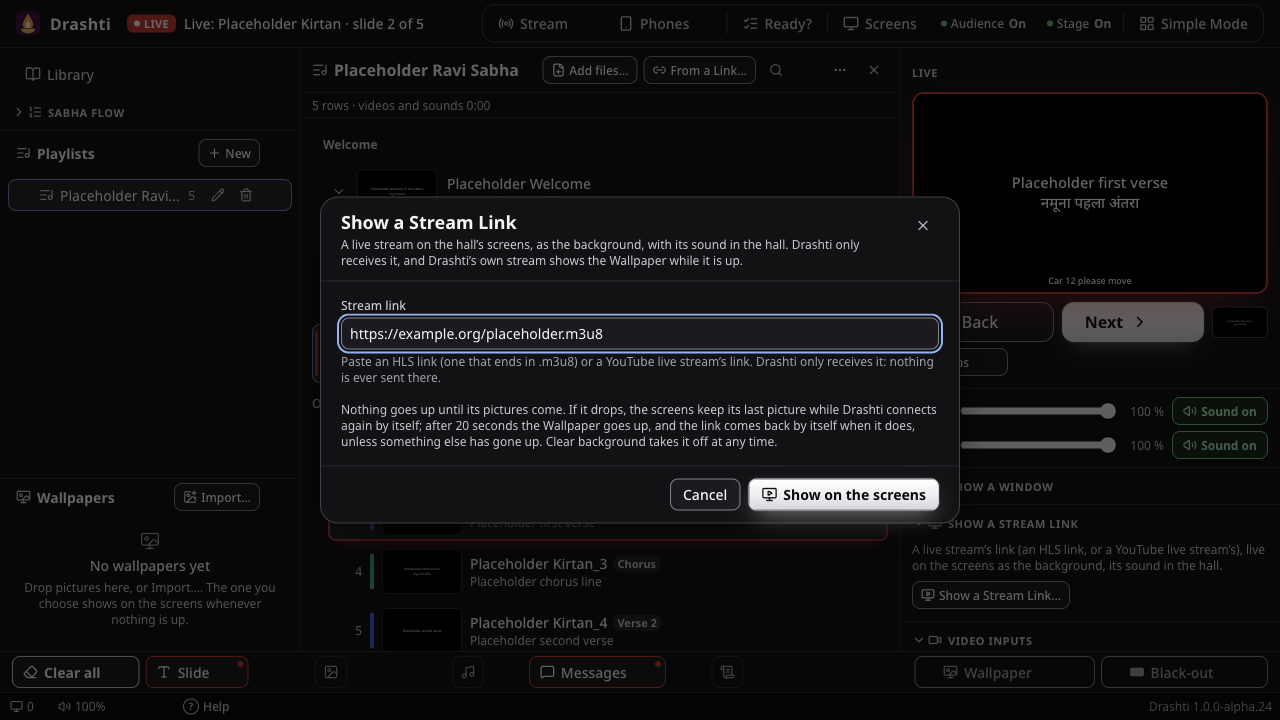 Drashti
LIVE
Live: Placeholder Kirtan · slide 2 of 5
Stream
Phones
Ready?
Screens
Audience On
Stage On
Simple Mode
Library
SABHA FLOW
Playlists
New
Placeholder Ravi... 5
Placeholder Ravi Sabha
Add files...
From a Link...
5 rows · videos and sounds 0:00
Welcome
Placeholder Welcome
LIVE
Placeholder first verse
नमूना पहला अंतरा
Car 12 please move
Back
Next
100 %
Sound on
100 %
Sound on
Show a Stream Link
A live stream on the hall's screens, as the background, with its sound in the hall. Drashti only
receives it, and Drashti's own stream shows the Wallpaper while it is up.
Stream link
https://example.org/placeholder.m3u8
Paste an HLS link (one that ends in .m3u8) or a YouTube live stream's link. Drashti only receives it: nothing
is ever sent there.
Nothing goes up until its pictures come. If it drops, the screens keep its last picture while Drashti connects
again by itself; after 20 seconds the Wallpaper goes up, and the link comes back by itself when it does,
unless something else has gone up. Clear background takes it off at any time.
Cancel
Show on the screens
Placeholder first verse
4
Placeholder Kirtan_3 Chorus
Placeholder chorus line
5
Placeholder Kirtan_4 Verse 2
Placeholder second verse
OW A WINDOW
SHOW A STREAM LINK
A live stream's link (an HLS link, or a YouTube live stream's), live
on the screens as the background, its sound in the hall.
Show a Stream Link...
VIDEO INPUTS
Wallpapers
Import...
No wallpapers yet
Drop pictures here, or Import.... The one you
choose shows on the screens whenever
nothing is up.
Clear all
Slide
Messages
Wallpaper
Black-out
0
100%
Help
Drashti 1.0.0-alpha.24